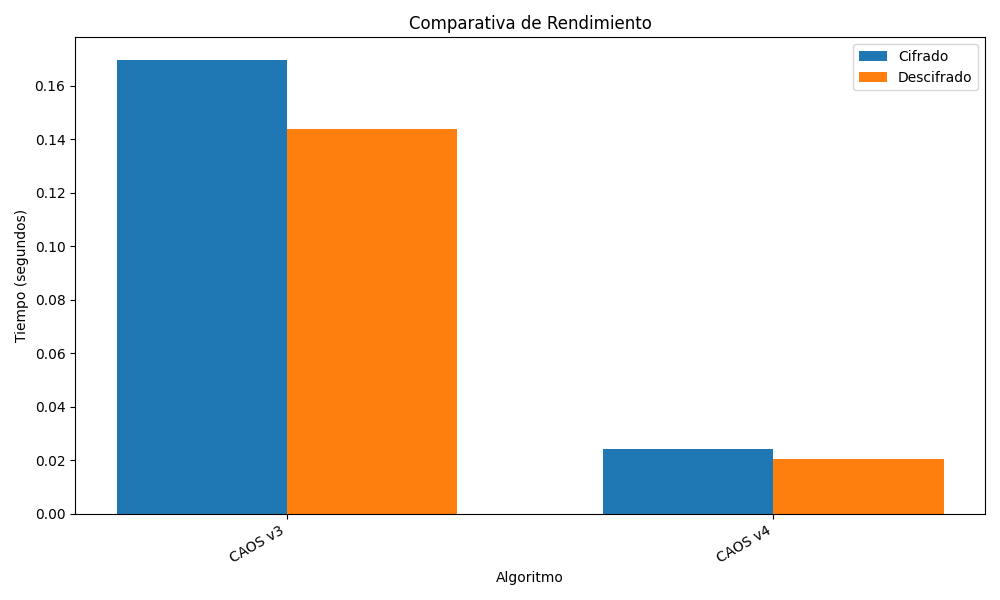 Comparativa de Rendimiento
Cifrado
Descifrado
Tiempo (segundos)
0.16
0.14
0.12
0.10
0.08
0.06
0.04
0.02
0.00
CAOS v3
CAOS v4
Algoritmo